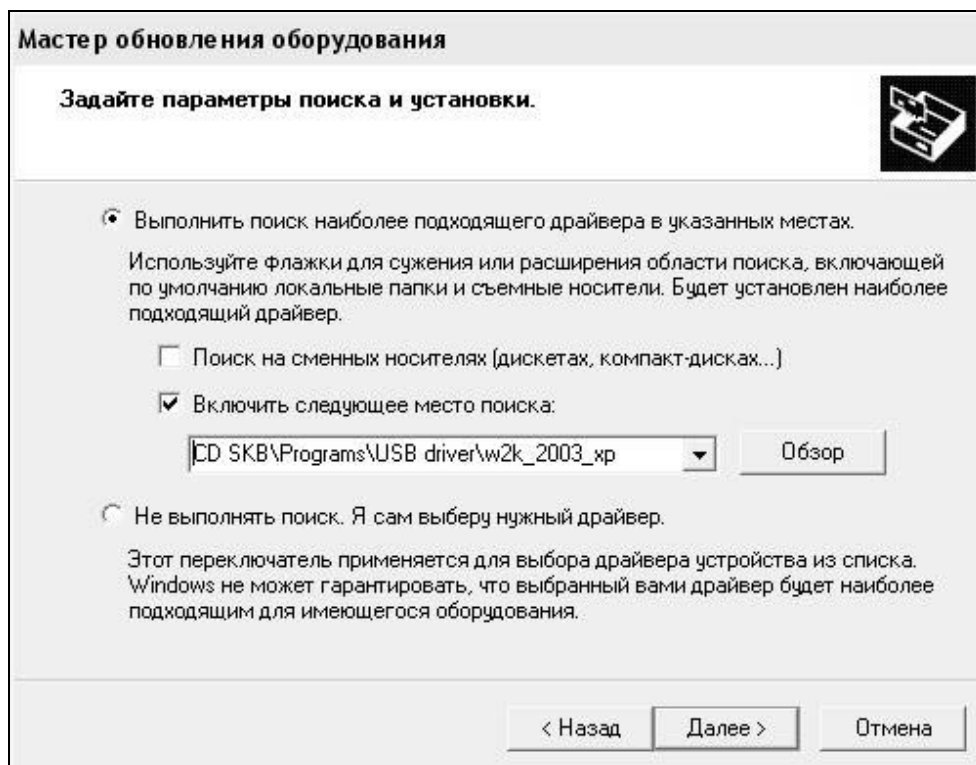 Мастер обновления оборудования
Задайте параметры поиска и установки.
Выполнить поиск наиболее подходящего драйвера в указанных местах.
Используйте флажки для сужения или расширения области поиска, включающей
по умолчанию локальные папки и съемные носители. Будет установлен наиболее
подходящий драйвер.
Поиск на сменных носителях (дискетах, компакт-дисках...)
Включить следующее место поиска:
CD SKB\Programs\USB driver\w2k_2003_xp
Обзор
Не выполнять поиск. Я сам выберу нужный драйвер.
Этот переключатель применяется для выбора драйвера устройства из списка.
Windows не может гарантировать, что выбранный вами драйвер будет наиболее
подходящим для имеющегося оборудования.
< Назад
Далее >
Отмена